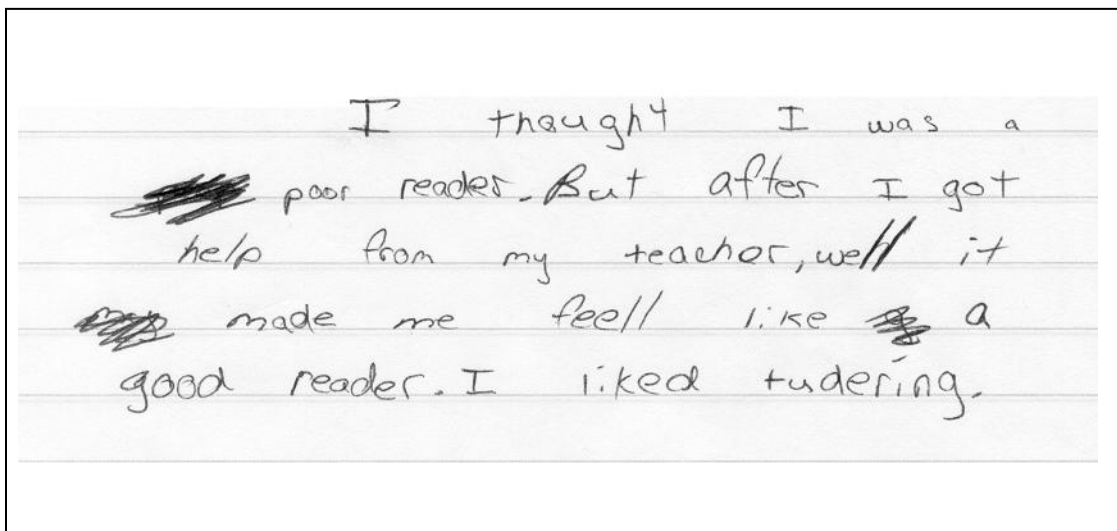 I thought I was a
poor reader. But after I got
help from my teachor, well it
made me feell like a
good reader. I liked tudering.